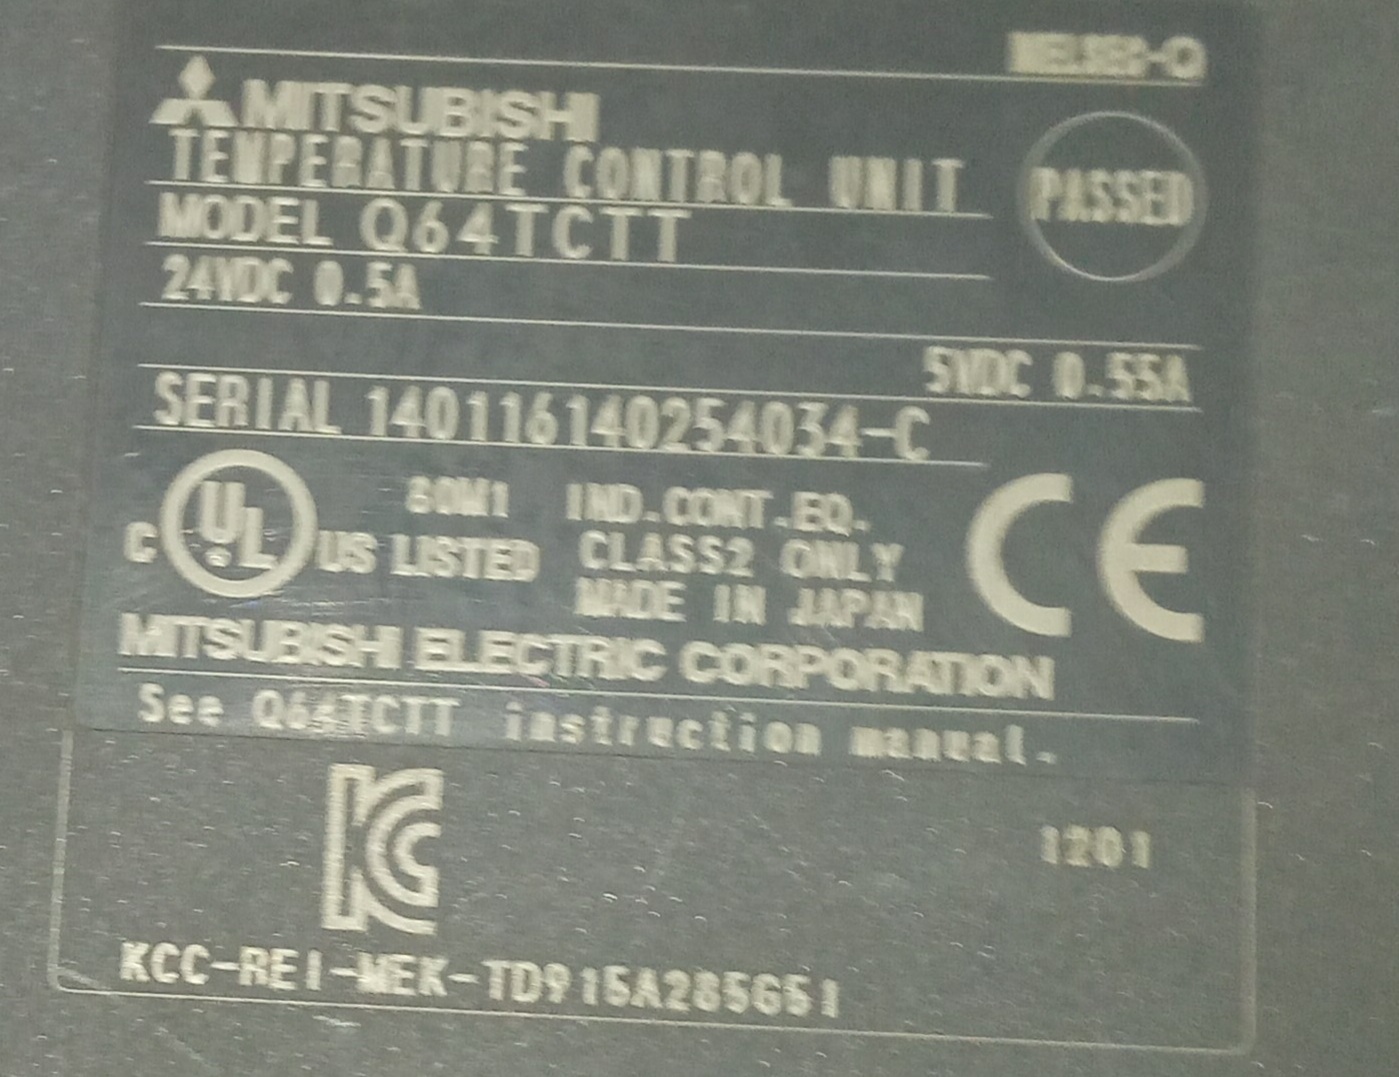 MELSEC-Q
MITSUBISHI
TEMPERATURE CONTROL UNIT
PASSED
MODEL Q64TCTT
24VDC 0.5A
5VDC 0.55A
SERIAL 140116140254034-C
C UL US LISTED
80M1 IND.CONT.EQ.
CLASS2 ONLY
MADE IN JAPAN
CE
MITSUBISHI ELECTRIC CORPORATION
See Q64TCTT instruction manual.
1201
KCC-REI-MEK-TD915A285G51